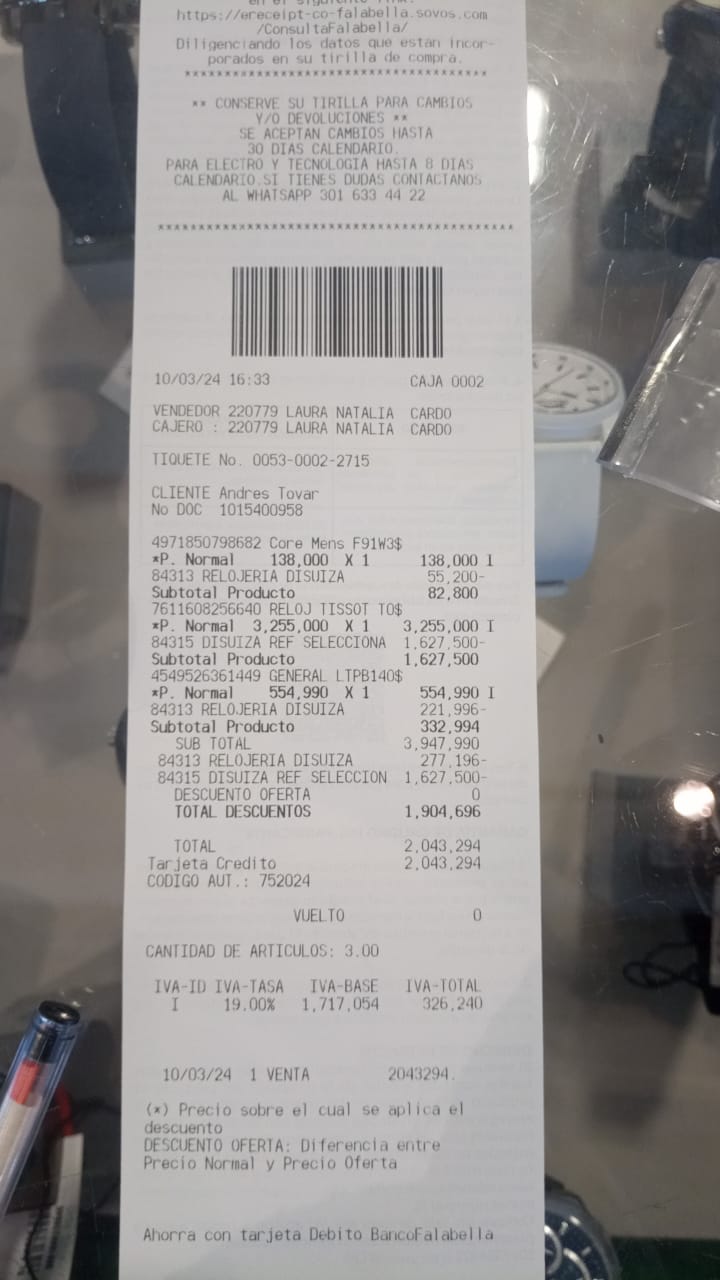 en el siguiente link:
https://ereceipt-co-falabella.sovos.com
/ConsultaFalabella/
Diligenciando los datos que estan incor-
porados en su tirilla de compra.
***************************************
** CONSERVE SU TIRILLA PARA CAMBIOS
Y/O DEVOLUCIONES **
SE ACEPTAN CAMBIOS HASTA
30 DIAS CALENDARIO.
PARA ELECTRO Y TECNOLOGIA HASTA 8 DIAS
CALENDARIO.SI TIENES DUDAS CONTACTANOS
AL WHATSAPP 301 633 44 22
******************************************
10/03/24 16:33 CAJA 0002
VENDEDOR 220779 LAURA NATALIA CARDO
CAJERO : 220779 LAURA NATALIA CARDO
TIQUETE No. 0053-0002-2715
CLIENTE Andres Tovar
No DOC 1015400958
4971850798682 Core Mens F91W3$
*P. Normal 138,000 X 1 138,000 I
84313 RELOJERIA DISUIZA 55,200-
Subtotal Producto 82,800
7611608256640 RELOJ TISSOT TO$
*P. Normal 3,255,000 X 1 3,255,000 I
84315 DISUIZA REF SELECCIONA 1,627,500-
Subtotal Producto 1,627,500
4549526361449 GENERAL LTPB140$
*P. Normal 554,990 X 1 554,990 I
84313 RELOJERIA DISUIZA 221,996-
Subtotal Producto 332,994
SUB TOTAL 3,947,990
84313 RELOJERIA DISUIZA 277,196-
84315 DISUIZA REF SELECCION 1,627,500-
DESCUENTO OFERTA 0
TOTAL DESCUENTOS 1,904,696
TOTAL 2,043,294
Tarjeta Credito 2,043,294
CODIGO AUT.: 752024
VUELTO 0
CANTIDAD DE ARTICULOS: 3.00
IVA-ID IVA-TASA IVA-BASE IVA-TOTAL
I 19.00% 1,717,054 326,240
10/03/24 1 VENTA 2043294.
(*) Precio sobre el cual se aplica el
descuento
DESCUENTO OFERTA: Diferencia entre
Precio Normal y Precio Oferta
Ahorra con tarjeta Debito BancoFalabella